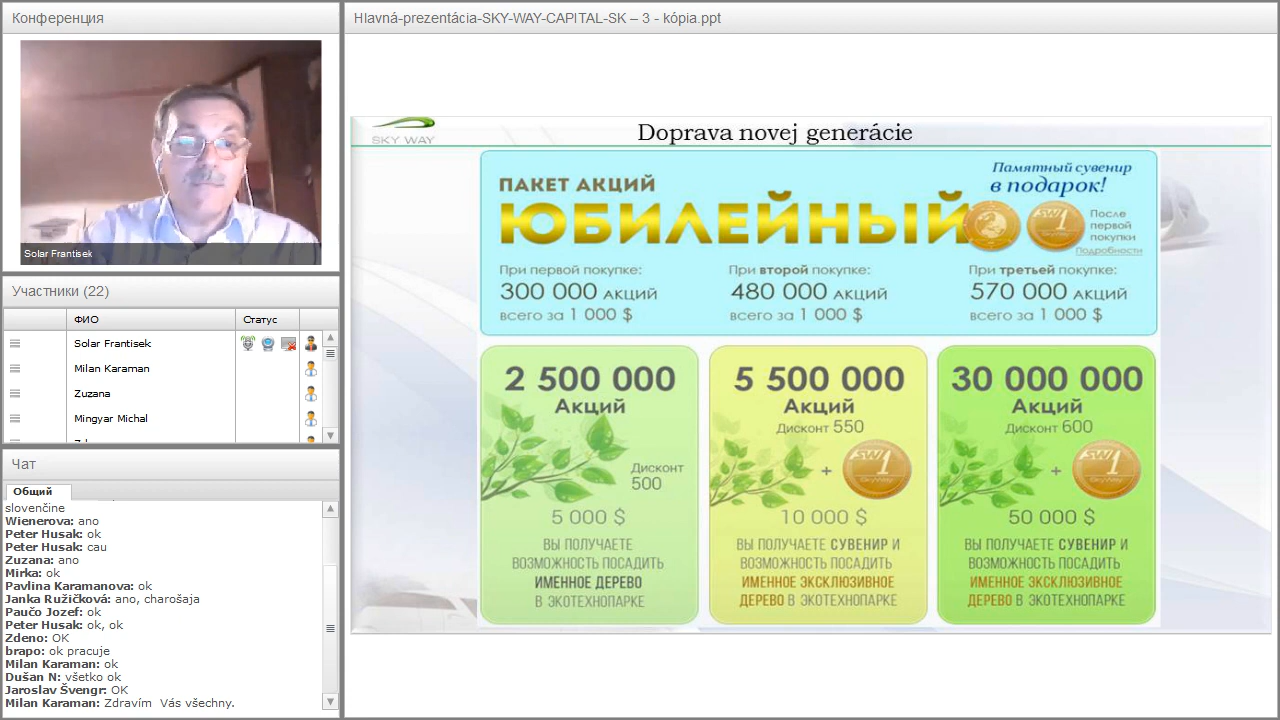 Конференция
Solar Frantisek
Участники (22)
ФИО
Статус
Solar Frantisek
Milan Karaman
Zuzana
Mingyar Michal
Чат
Общий
slovenčine
Wienerova: ano
Peter Husak: ok
Peter Husak: cau
Zuzana: ano
Mirka: ok
Pavlina Karamanova: ok
Janka Ružičková: ano, charošaja
Paučo Jozef: ok
Peter Husak: ok, ok
Zdeno: OK
brapo: ok pracuje
Milan Karaman: ok
Dušan N: všetko ok
Jaroslav Švengr: OK
Milan Karaman: Zdravím Vás všechny.
Hlavná-prezentácia-SKY-WAY-CAPITAL-SK – 3 - kópia.ppt
SKY WAY
Doprava novej generácie
ПАКЕТ АКЦИЙ
ЮБИЛЕЙНЫЙ
Памятный сувенир
в подарок!
SW1
SkyWay
После
первой
покупки
Подробности
При первой покупке:
300 000 АКЦИЙ
всего за 1 000 $
При второй покупке:
480 000 АКЦИЙ
всего за 1 000 $
При третьей покупке:
570 000 АКЦИЙ
всего за 1 000 $
2 500 000
Акций
Дисконт
500
5 000 $
ВЫ ПОЛУЧАЕТЕ
ВОЗМОЖНОСТЬ ПОСАДИТЬ
ИМЕННОЕ ДЕРЕВО
В ЭКОТЕХНОПАРКЕ
5 500 000
Акций
Дисконт 550
+
SW1
SkyWay
10 000 $
ВЫ ПОЛУЧАЕТЕ СУВЕНИР И
ВОЗМОЖНОСТЬ ПОСАДИТЬ
ИМЕННОЕ ЭКСКЛЮЗИВНОЕ
ДЕРЕВО В ЭКОТЕХНОПАРКЕ
30 000 000
Акций
Дисконт 600
+
SW1
SkyWay
50 000 $
ВЫ ПОЛУЧАЕТЕ СУВЕНИР И
ВОЗМОЖНОСТЬ ПОСАДИТЬ
ИМЕННОЕ ЭКСКЛЮЗИВНОЕ
ДЕРЕВО В ЭКОТЕХНОПАРКЕ